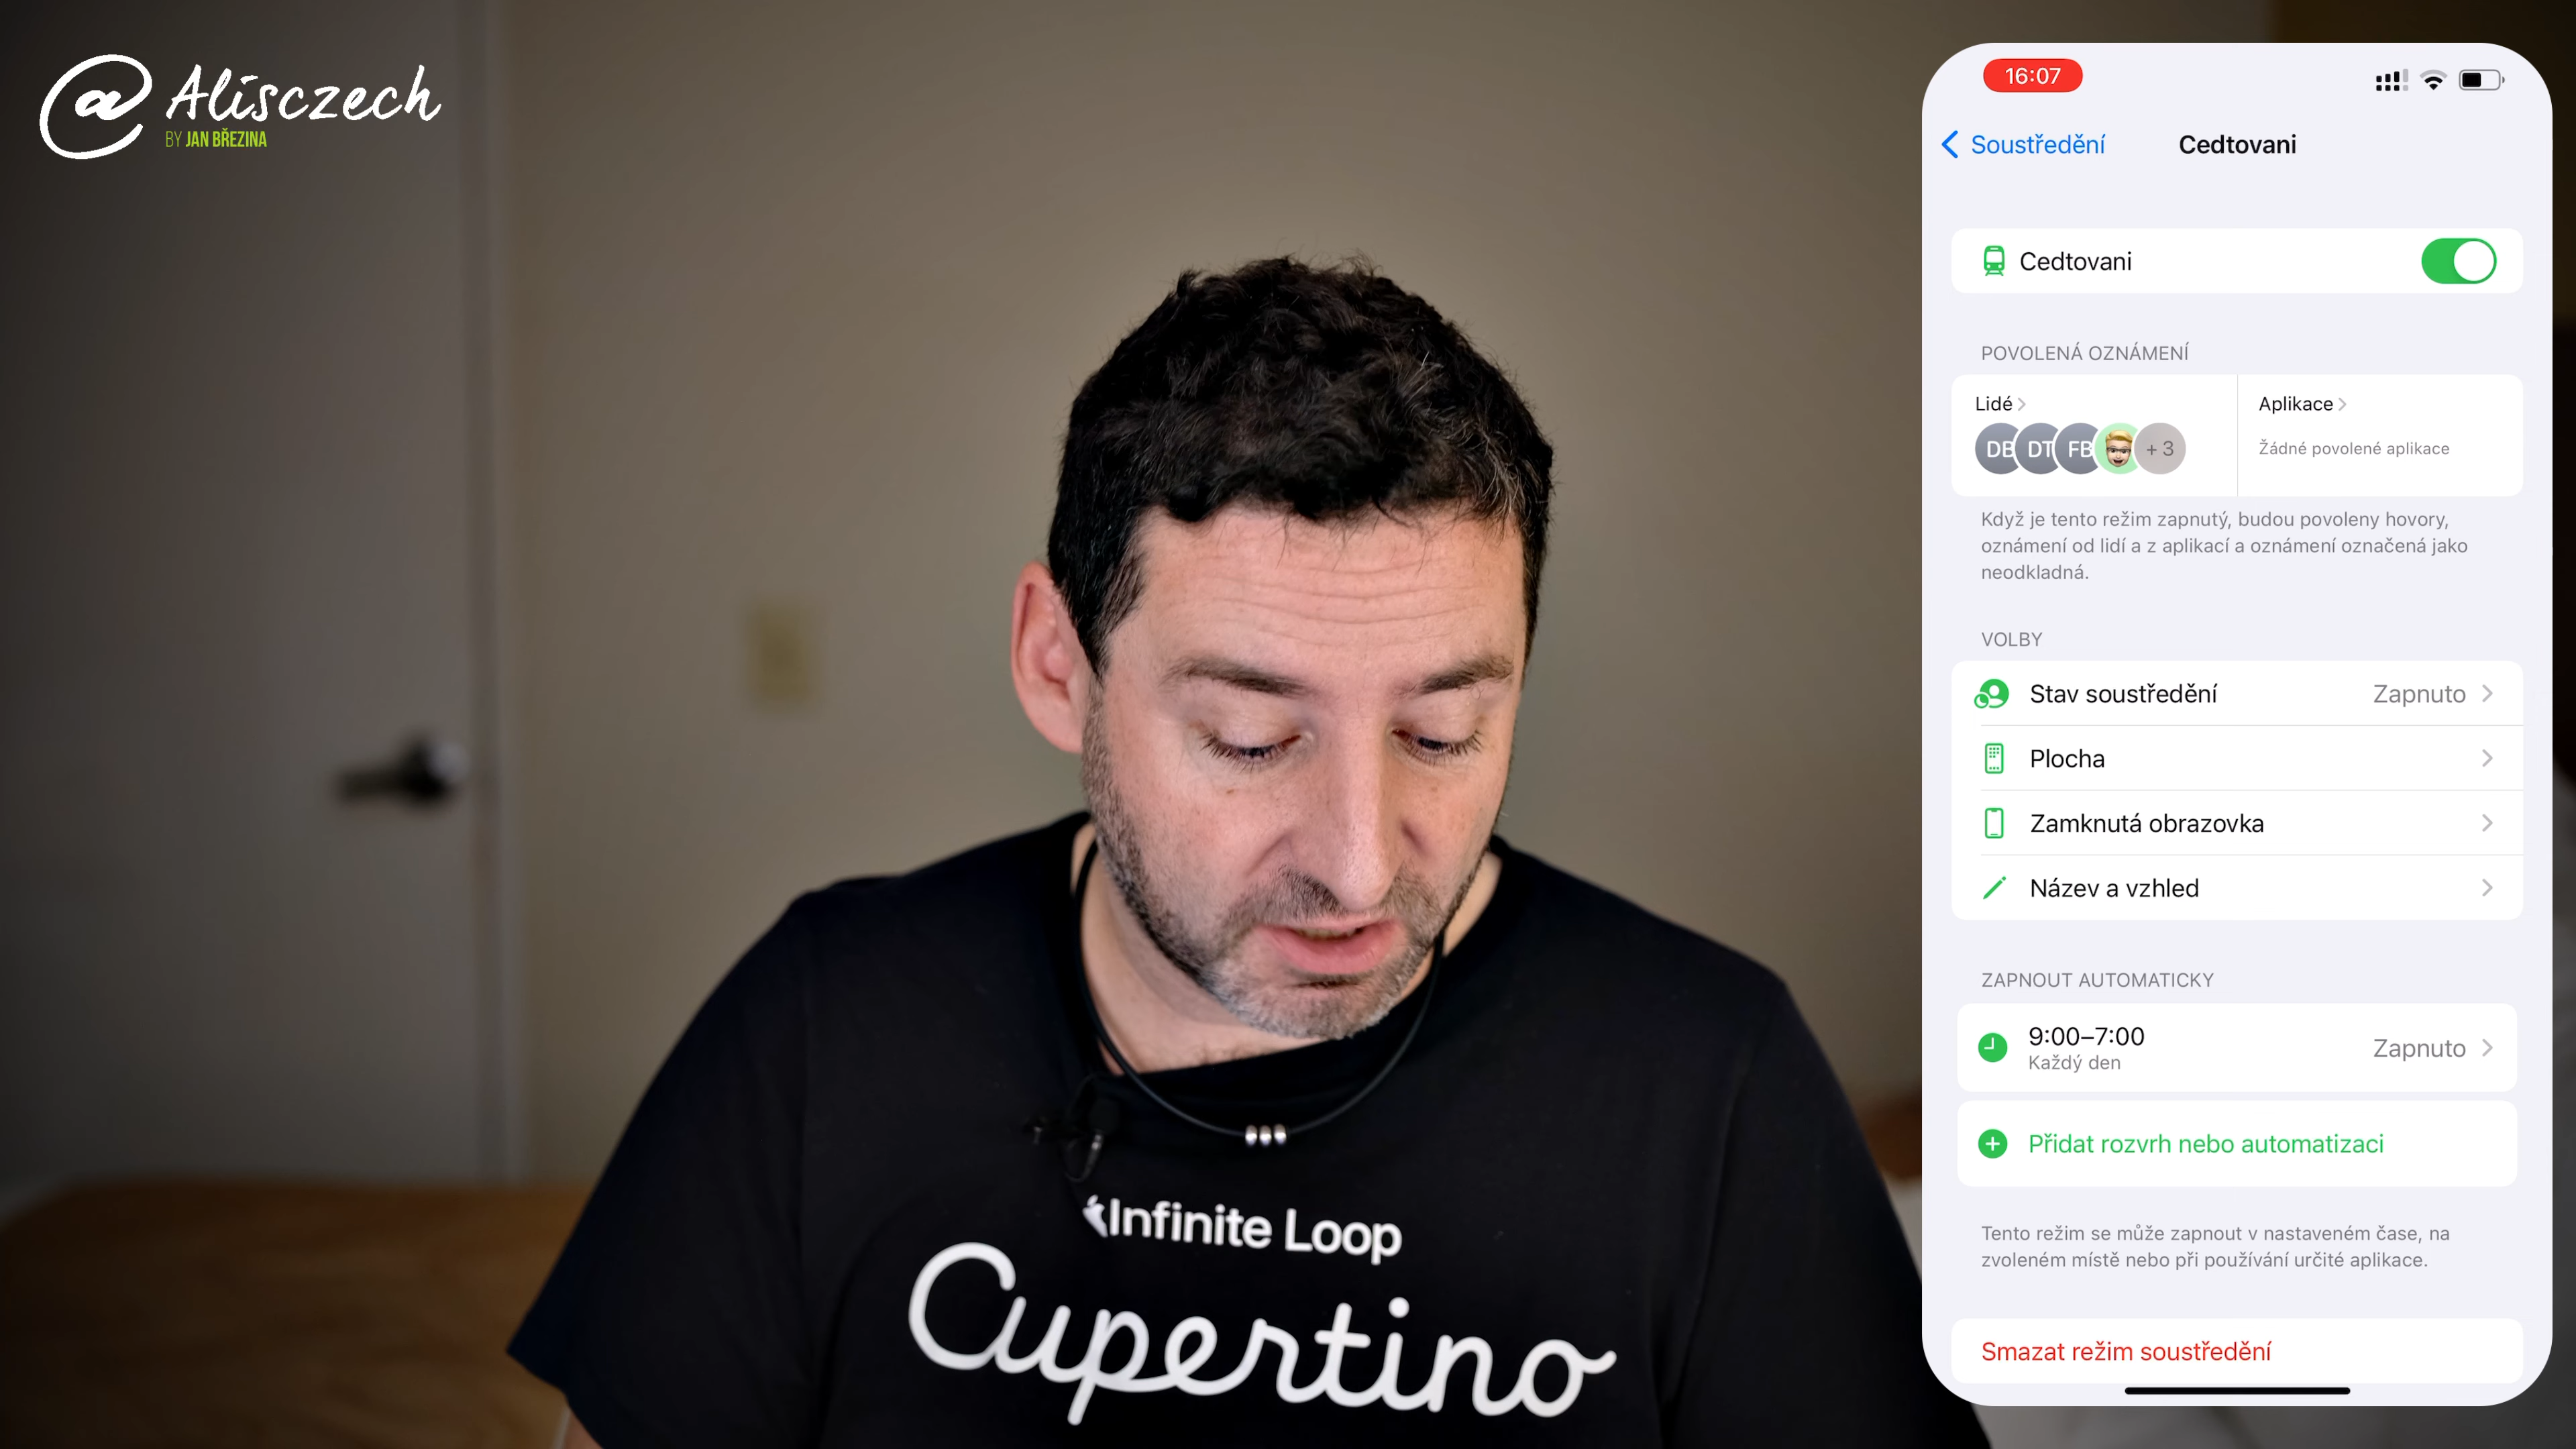 @ Alisczech
BY JAN BŘEZINA
16:07
Soustředění
Cedtovani
Cedtovani
POVOLENÁ OZNÁMENÍ
Lidé
DB DT FB + 3
Aplikace
Žádné povolené aplikace
Když je tento režim zapnutý, budou povoleny hovory,
oznámení od lidí a z aplikací a oznámení označená jako
neodkladná.
VOLBY
Stav soustředění Zapnuto
Plocha
Zamknutá obrazovka
Název a vzhled
ZAPNOUT AUTOMATICKY
9:00–7:00 Zapnuto
Každý den
Přidat rozvrh nebo automatizaci
Tento režim se může zapnout v nastaveném čase, na
zvoleném místě nebo při používání určité aplikace.
Smazat režim soustředění
Infinite Loop
Cupertino